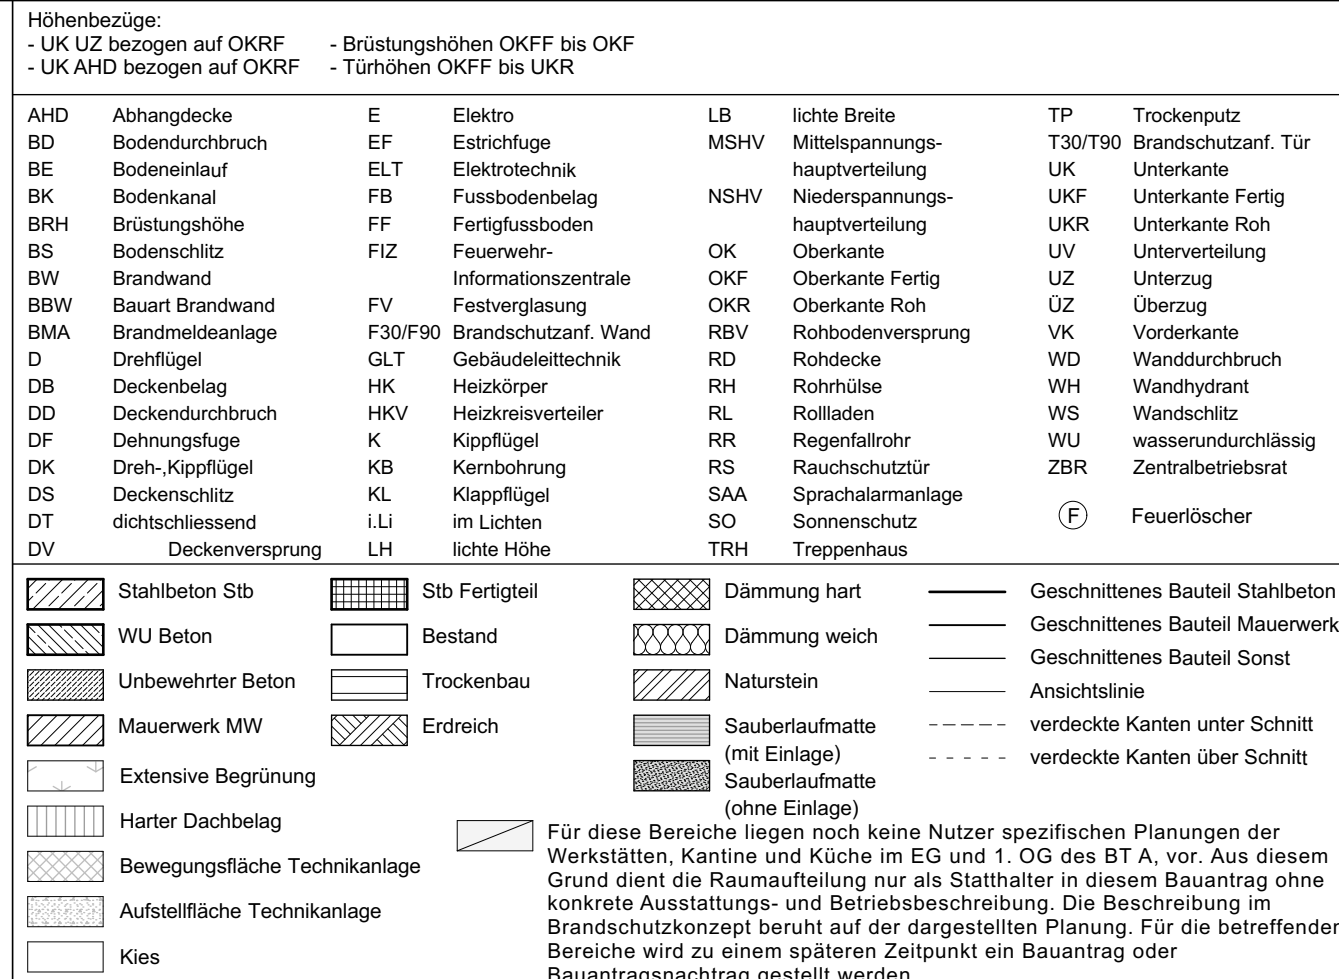 Höhenbezüge:
- UK UZ bezogen auf OKRF - Brüstungshöhen OKFF bis OKF
- UK AHD bezogen auf OKRF - Türhöhen OKFF bis UKR
AHD Abhangdecke
BD Bodendurchbruch
BE Bodeneinlauf
BK Bodenkanal
BRH Brüstungshöhe
BS Bodenschlitz
BW Brandwand
BBW Bauart Brandwand
BMA Brandmeldeanlage
D Drehflügel
DB Deckenbelag
DD Deckendurchbruch
DF Dehnungsfuge
DK Dreh-,Kippflügel
DS Deckenschlitz
DT dichtschliessend
DV Deckenversprung
E Elektro
EF Estrichfuge
ELT Elektrotechnik
FB Fussbodenbelag
FF Fertigfussboden
FIZ Feuerwehr-
Informationszentrale
FV Festverglasung
F30/F90 Brandschutzanf. Wand
GLT Gebäudeleittechnik
HK Heizkörper
HKV Heizkreisverteiler
K Kippflügel
KB Kernbohrung
KL Klappflügel
i.Li im Lichten
LH lichte Höhe
LB lichte Breite
MSHV Mittelspannungs-
hauptverteilung
NSHV Niederspannungs-
hauptverteilung
OK Oberkante
OKF Oberkante Fertig
OKR Oberkante Roh
RBV Rohbodenversprung
RD Rohdecke
RH Rohrhülse
RL Rollladen
RR Regenfallrohr
RS Rauchschutztür
SAA Sprachalarmanlage
SO Sonnenschutz
TRH Treppenhaus
TP Trockenputz
T30/T90 Brandschutzanf. Tür
UK Unterkante
UKF Unterkante Fertig
UKR Unterkante Roh
UV Unterverteilung
UZ Unterzug
ÜZ Überzug
VK Vorderkante
WD Wanddurchbruch
WH Wandhydrant
WS Wandschlitz
WU wasserundurchlässig
ZBR Zentralbetriebsrat
F Feuerlöscher
Stahlbeton Stb
WU Beton
Unbewehrter Beton
Mauerwerk MW
Extensive Begrünung
Harter Dachbelag
Bewegungsfläche Technikanlage
Aufstellfläche Technikanlage
Kies
Stb Fertigteil
Bestand
Trockenbau
Erdreich
Dämmung hart
Dämmung weich
Naturstein
Sauberlaufmatte
(mit Einlage)
Sauberlaufmatte
(ohne Einlage)
Geschnittenes Bauteil Stahlbeton
Geschnittenes Bauteil Mauerwerk
Geschnittenes Bauteil Sonst
Ansichtslinie
verdeckte Kanten unter Schnitt
verdeckte Kanten über Schnitt
Für diese Bereiche liegen noch keine Nutzer spezifischen Planungen der
Werkstätten, Kantine und Küche im EG und 1. OG des BT A, vor. Aus diesem
Grund dient die Raumaufteilung nur als Statthalter in diesem Bauantrag ohne
konkrete Ausstattungs- und Betriebsbeschreibung. Die Beschreibung im
Brandschutzkonzept beruht auf der dargestellten Planung. Für die betreffenden
Bereiche wird zu einem späteren Zeitpunkt ein Bauantrag oder
Bauantragsnachtrag gestellt werden